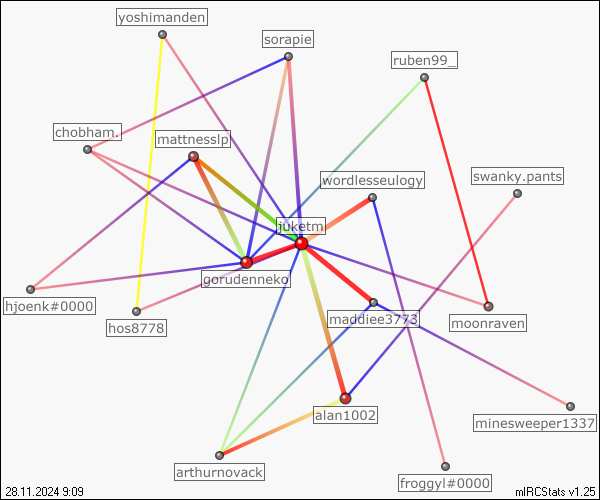 yoshimanden
sorapie
ruben99_
chobham_
mattnesslp
swanky.pants
wordlesseulogy
juketm
gorudenneko
hjoenk#0000
hos8778
maddiee3773
moonraven
alan1002
minesweeper1337
arthurnovack
froggyl#0000
28.11.2024 9:09
mIRCStats v1.25